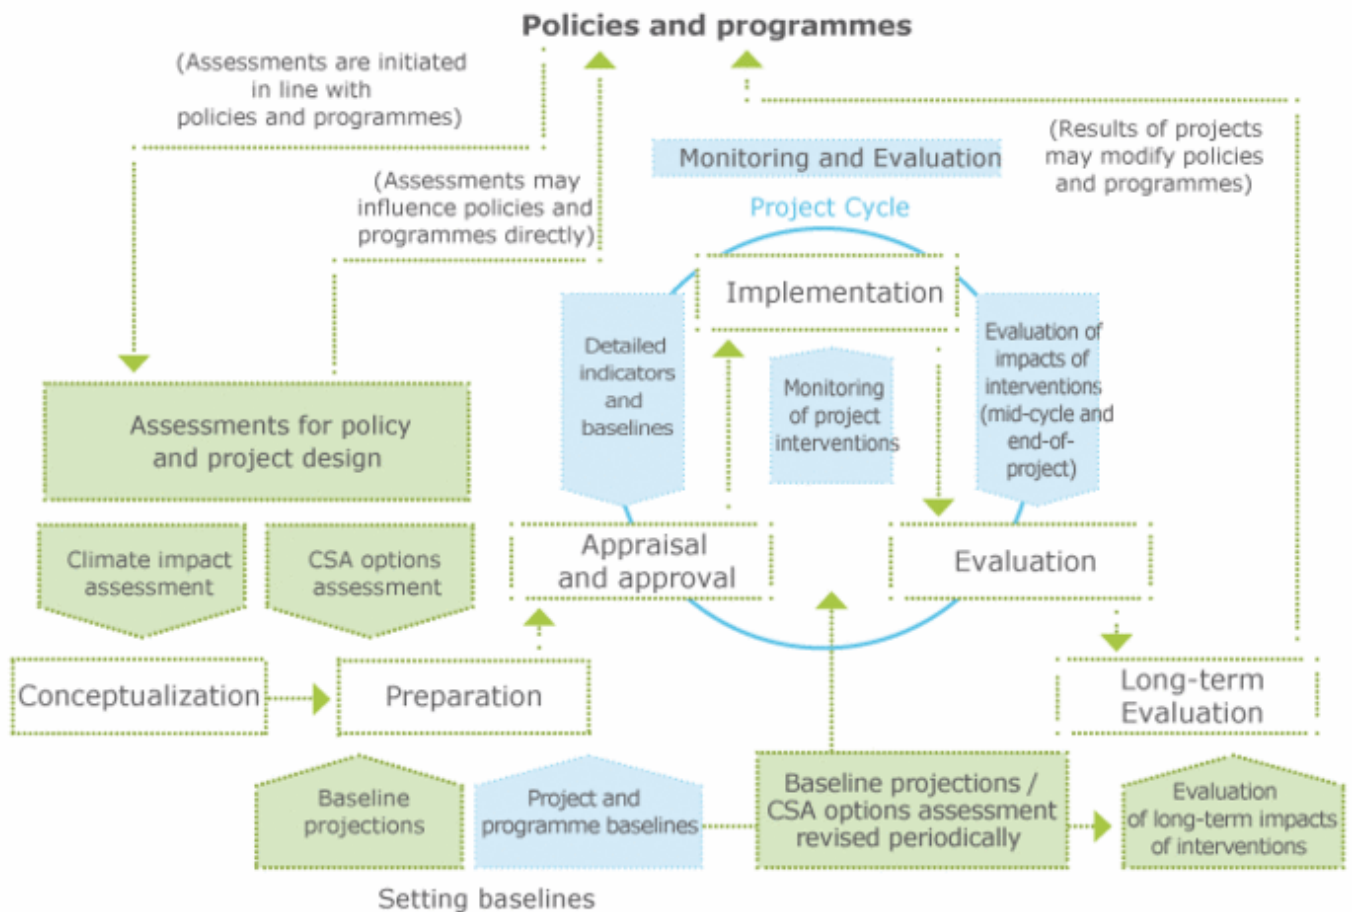 Policies and programmes
(Assessments are initiated
in line with
policies and programmes)
(Assessments may
influence policies and
programmes directly)
(Results of projects
may modify policies
and programmes)
Monitoring and Evaluation
Project Cycle
Implementation
Detailed
indicators
and
baselines
Monitoring
of project
interventions
Evaluation of
impacts of
interventions
(mid-cycle and
end-of-
project)
Assessments for policy
and project design
Climate impact
assessment
CSA options
assessment
Appraisal
and approval
Evaluation
Conceptualization
Preparation
Long-term
Evaluation
Baseline
projections
Project and
programme baselines
Baseline projections /
CSA options assessment
revised periodically
Evaluation
of long-term impacts
of interventions
Setting baselines